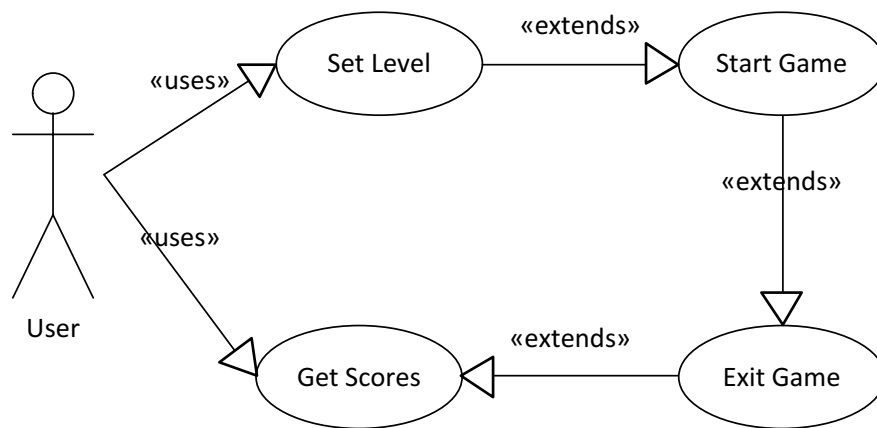 «extends»
Set Level
Start Game
«uses»
«extends»
«uses»
User
«extends»
Get Scores
Exit Game